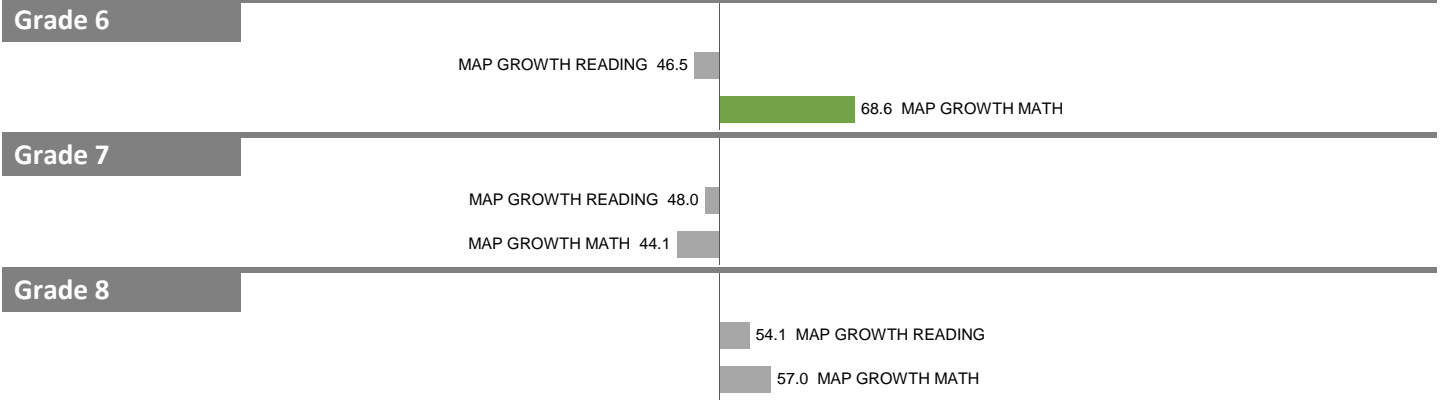 Grade 6
MAP GROWTH READING 46.5
68.6 MAP GROWTH MATH
Grade 7
MAP GROWTH READING 48.0
MAP GROWTH MATH 44.1
Grade 8
54.1 MAP GROWTH READING
57.0 MAP GROWTH MATH